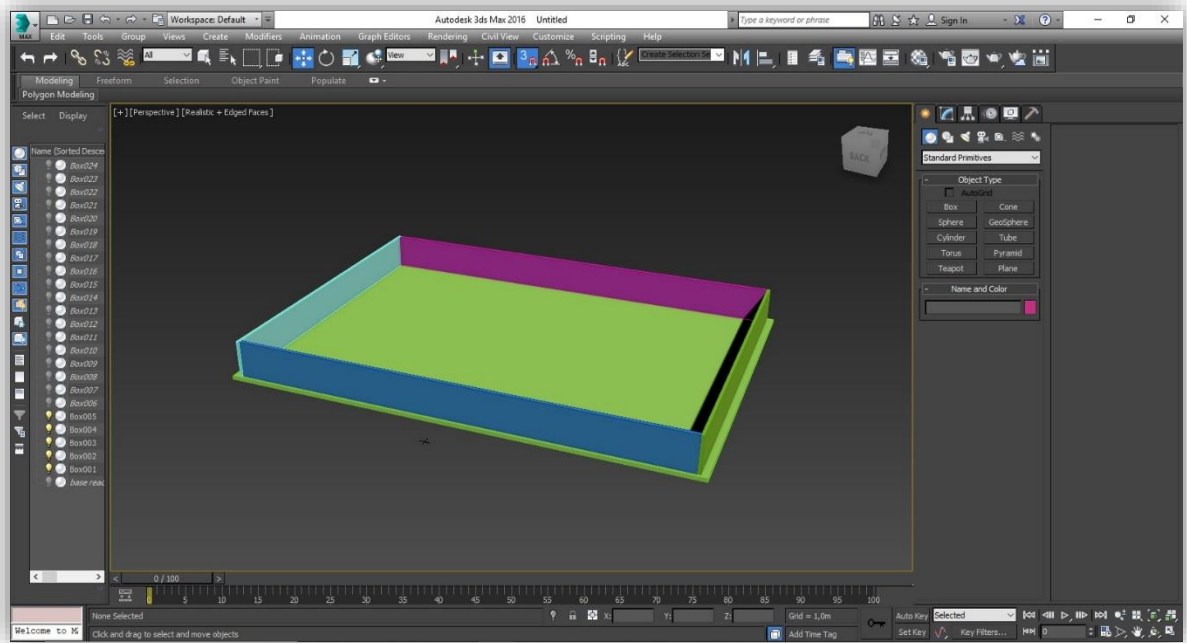 Workspace: Default
Autodesk 3ds Max 2016 Untitled
Type a keyword or phrase
Sign In
MAX
Edit Tools Group Views Create Modifiers Animation Graph Editors Rendering Civil View Customize Scripting Help
All
View
3
Create Selection Se
Modeling Freeform Selection Object Paint Populate
Polygon Modeling
Select Display
[+] [Perspective] [Realistic + Edged Faces]
BACK
Name (Sorted Descen
Box024
Box023
Box022
Box021
Box020
Box019
Box018
Box017
Box016
Box015
Box014
Box013
Box012
Box011
Box010
Box009
Box008
Box007
Box006
Box005
Box004
Box003
Box002
Box001
Standard Primitives
- Object Type
AutoGrid
Box Cone
Sphere GeoSphere
Cylinder Tube
Torus Pyramid
Teapot Plane
- Name and Color
< >
< 0 / 100 >
0 5 10 15 20 25 30 35 40 45 50 55 60 65 70 75 80 85 90 95 100
None Selected
X: Y: Z: Grid = 1,0m
Auto Key Selected
Welcome to M
Click and drag to select and move objects
Add Time Tag
Set Key Key Filters... 0